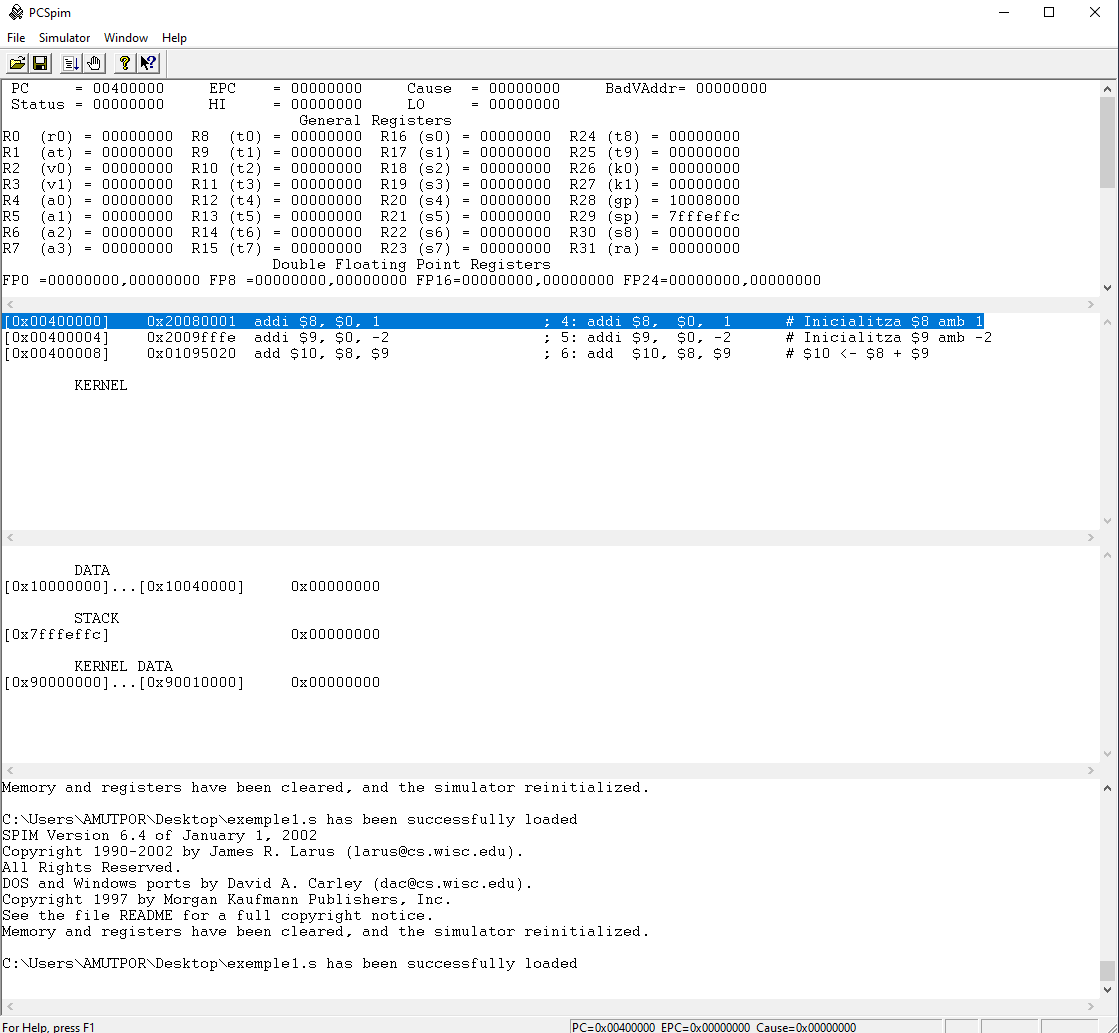 PCSpim
File Simulator Window Help
PC      = 00400000     EPC    = 00000000     Cause  = 00000000     BadVAddr= 00000000
Status = 00000000     HI     = 00000000     LO     = 00000000
General Registers
R0  (r0) = 00000000  R8  (t0) = 00000000  R16 (s0) = 00000000  R24 (t8) = 00000000
R1  (at) = 00000000  R9  (t1) = 00000000  R17 (s1) = 00000000  R25 (t9) = 00000000
R2  (v0) = 00000000  R10 (t2) = 00000000  R18 (s2) = 00000000  R26 (k0) = 00000000
R3  (v1) = 00000000  R11 (t3) = 00000000  R19 (s3) = 00000000  R27 (k1) = 00000000
R4  (a0) = 00000000  R12 (t4) = 00000000  R20 (s4) = 00000000  R28 (gp) = 10008000
R5  (a1) = 00000000  R13 (t5) = 00000000  R21 (s5) = 00000000  R29 (sp) = 7fffeffc
R6  (a2) = 00000000  R14 (t6) = 00000000  R22 (s6) = 00000000  R30 (s8) = 00000000
R7  (a3) = 00000000  R15 (t7) = 00000000  R23 (s7) = 00000000  R31 (ra) = 00000000
Double Floating Point Registers
FP0 =00000000,00000000 FP8 =00000000,00000000 FP16=00000000,00000000 FP24=00000000,00000000
[0x00400000]    0x20080001  addi $8, $0, 1                  ; 4: addi $8,  $0,  1      # Inicialitza $8 amb 1
[0x00400004]    0x2009fffe  addi $9, $0, -2                 ; 5: addi $9,  $0, -2      # Inicialitza $9 amb -2
[0x00400008]    0x01095020  add $10, $8, $9                 ; 6: add  $10, $8, $9      # $10 <- $8 + $9
KERNEL
DATA
[0x10000000]...[0x10040000]     0x00000000
STACK
[0x7fffeffc]                    0x00000000
KERNEL DATA
[0x90000000]...[0x90010000]     0x00000000
Memory and registers have been cleared, and the simulator reinitialized.
C:\Users\AMUTPOR\Desktop\exemple1.s has been successfully loaded
SPIM Version 6.4 of January 1, 2002
Copyright 1990-2002 by James R. Larus (larus@cs.wisc.edu).
All Rights Reserved.
DOS and Windows ports by David A. Carley (dac@cs.wisc.edu).
Copyright 1997 by Morgan Kaufmann Publishers, Inc.
See the file README for a full copyright notice.
Memory and registers have been cleared, and the simulator reinitialized.
C:\Users\AMUTPOR\Desktop\exemple1.s has been successfully loaded
For Help, press F1 PC=0x00400000 EPC=0x00000000 Cause=0x00000000